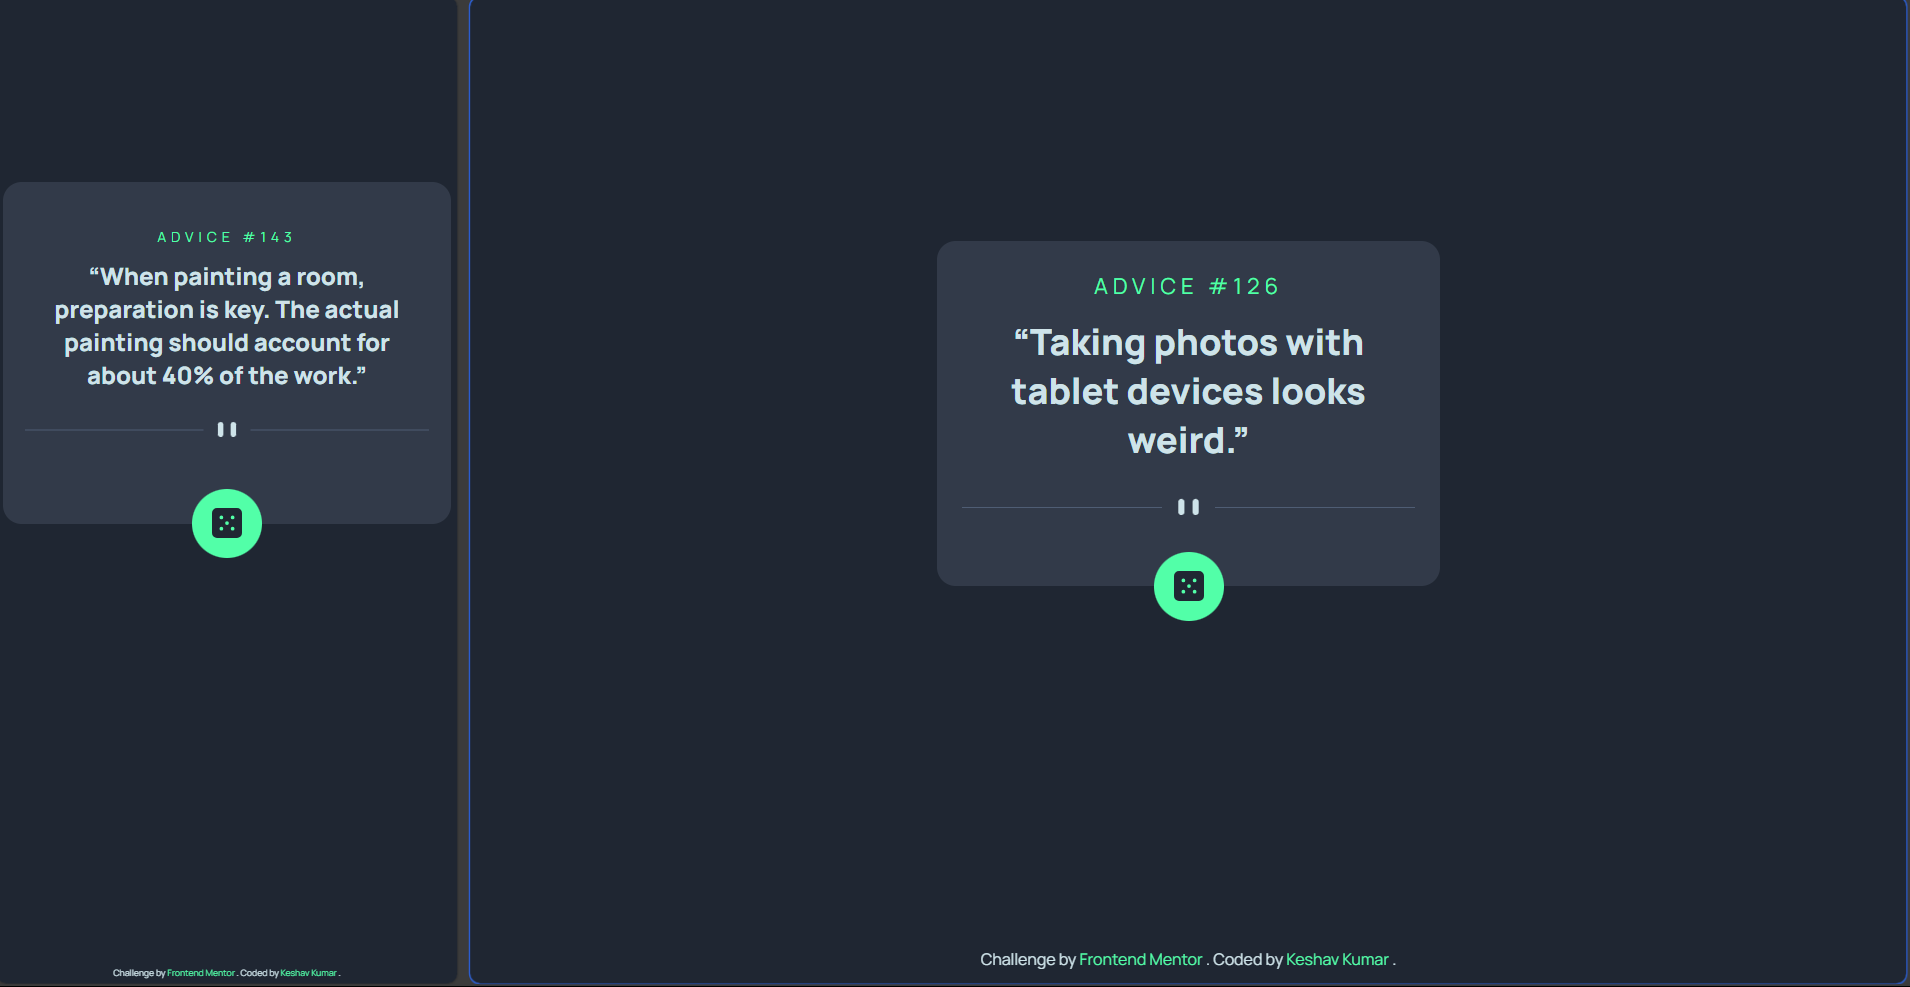 ADVICE #143
“When painting a room,
preparation is key. The actual
painting should account for
about 40% of the work.”
Challenge by Frontend Mentor . Coded by Keshav Kumar .
ADVICE #126
“Taking photos with
tablet devices looks
weird.”
Challenge by Frontend Mentor . Coded by Keshav Kumar .